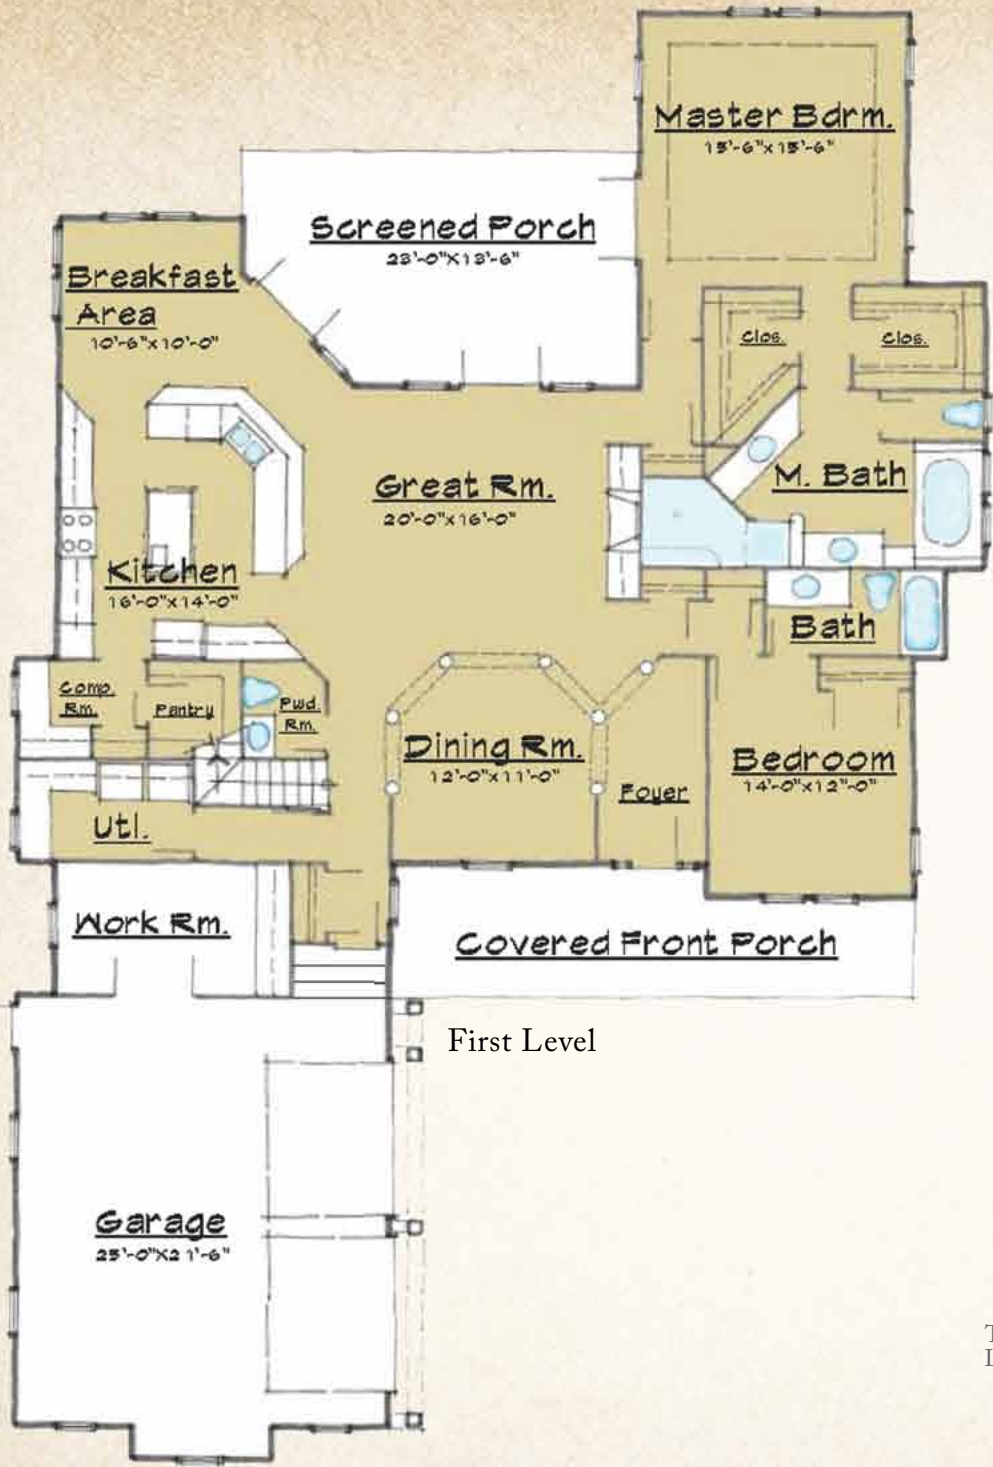 Master Bdrm.
15'-6"x15'-6"
Screened Porch
23'-0"X13'-6"
Breakfast
Area
10'-6"x10'-0"
Clos.
Clos.
Great Rm.
20'-0"x16'-0"
M. Bath
Kitchen
16'-0"x14'-0"
Bath
Comp.
Rm.
Pantry
Pwd.
Rm.
Dining Rm.
12'-0"x11'-0"
Foyer
Bedroom
14'-0"x12"-0"
Utl.
Work Rm.
Covered Front Porch
First Level
Garage
25'-0"X21'-6"